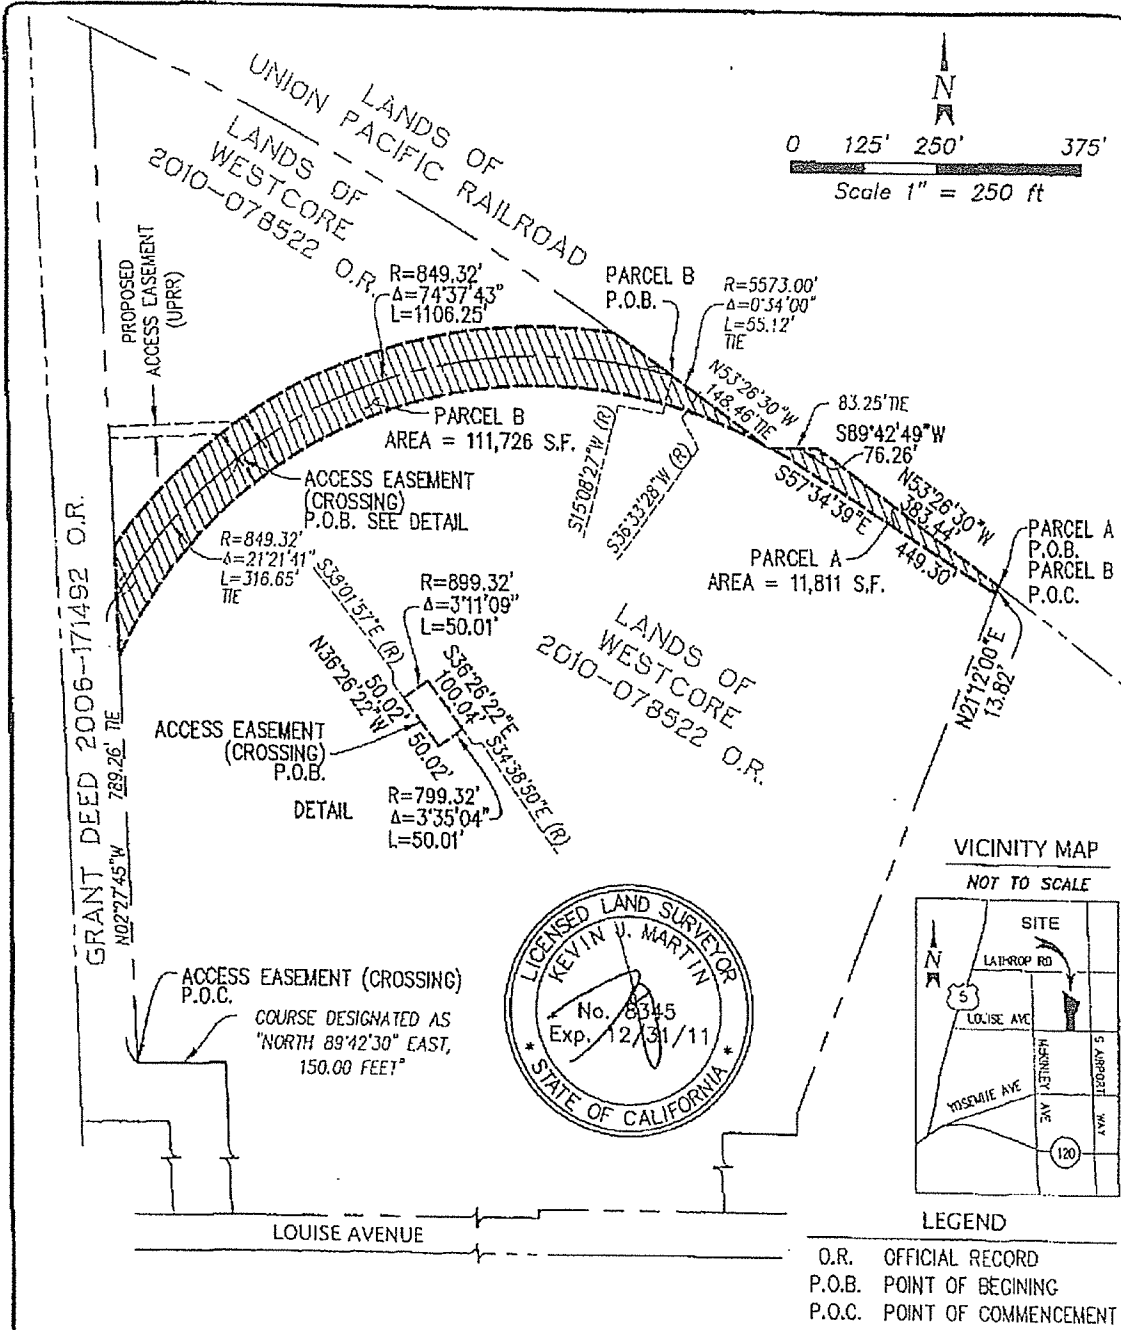 N
0 125' 250' 375'
Scale 1" = 250 ft
LANDS OF
UNION PACIFIC RAILROAD
LANDS OF
WESTCORE
2010-078522 O.R.
PROPOSED
ACCESS EASEMENT
(UPRR)
R=849.32'
Δ=74°37'43"
L=1106.25'
PARCEL B
P.O.B.
R=5573.00'
Δ=0°34'00"
L=55.12'
TIE
N53°26'30"W
148.46'TIE
83.25'TIE
S89°42'49"W
76.26'
N53°26'30"W
383.44'
PARCEL B
AREA = 111,726 S.F.
S15°08'27"W (R)
S36°33'28"W (R)
S57°34'39"E
449.30'
ACCESS EASEMENT
(CROSSING)
P.O.B. SEE DETAIL
PARCEL A
P.O.B.
PARCEL B
P.O.C.
R=849.32'
Δ=21°21'41"
L=316.65'
TIE
PARCEL A
AREA = 11,811 S.F.
N21°12'00"E
13.82'
S38°01'57"E (R)
R=899.32'
Δ=3°11'09"
L=50.01'
LANDS OF
WESTCORE
2010-078522 O.R.
N36°26'22"W
50.02' 50.02'
S36°26'22"E
100.04'
S34°38'50"E (R)
ACCESS EASEMENT
(CROSSING)
P.O.B.
DETAIL
R=799.32'
Δ=3°35'04"
L=50.01'
GRANT DEED 2006-171492 O.R.
N02°27'45"W 789.26' TIE
ACCESS EASEMENT (CROSSING)
P.O.C.
COURSE DESIGNATED AS
"NORTH 89°42'30" EAST,
150.00 FEET"
LICENSED LAND SURVEYOR
KEVIN J. MARTIN
No. 8345
Exp. 12/31/11
* STATE OF CALIFORNIA *
VICINITY MAP
NOT TO SCALE
N
SITE
LATHROP RD
5
LOUISE AVE
MCKINLEY AVE
S AIRPORT WAY
YOSEMITE AVE
120
LOUISE AVENUE
LEGEND
O.R. OFFICIAL RECORD
P.O.B. POINT OF BEGINING
P.O.C. POINT OF COMMENCEMENT